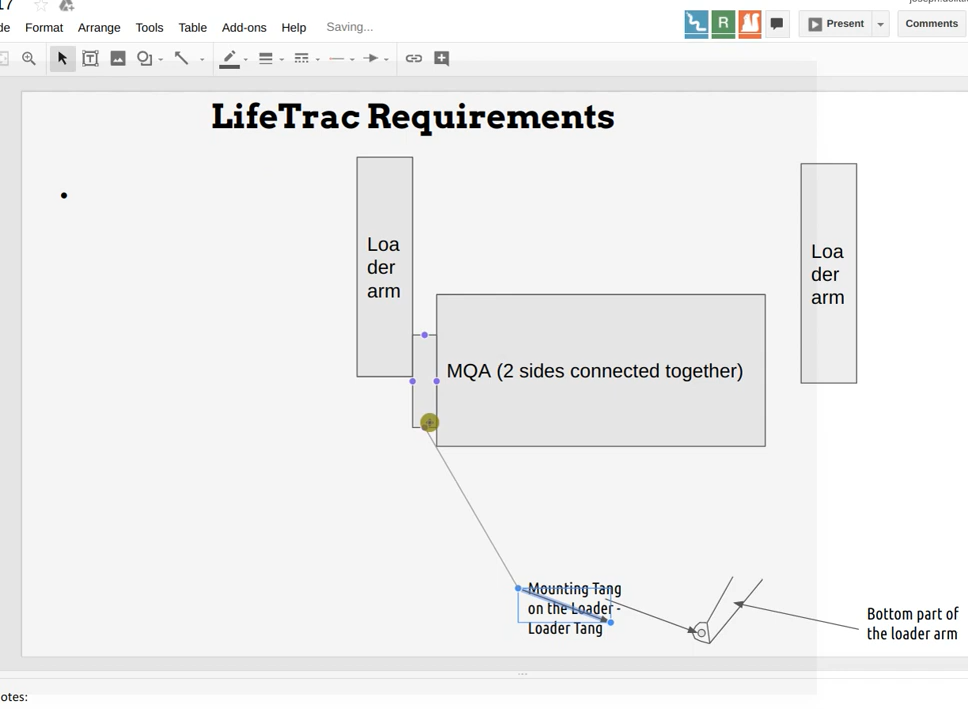 17
de Format Arrange Tools Table Add-ons Help Saving...
R
Present
Comments
LifeTrac Requirements
•
Loa
der
arm
Loa
der
arm
MQA (2 sides connected together)
Mounting Tang
on the Loader -
Loader Tang
Bottom part of
the loader arm
otes: